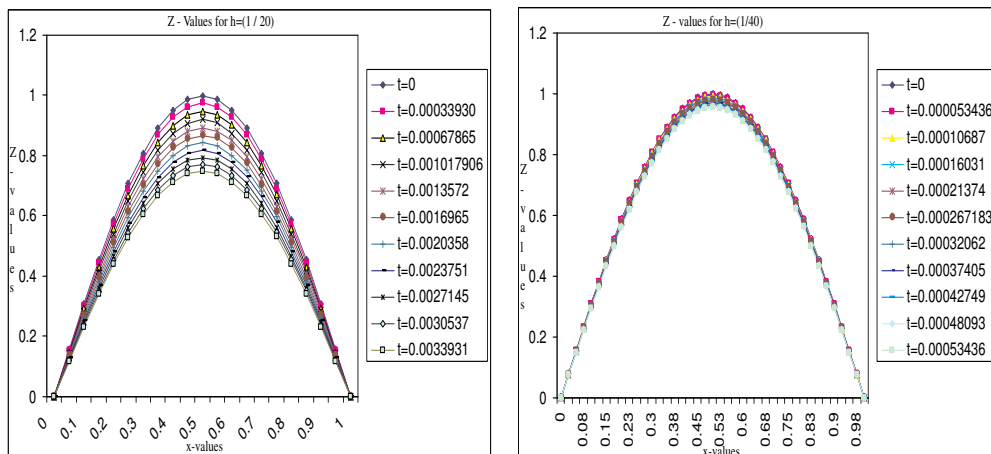 Z - Values for h=(1 / 20)
1.2
1
0.8
0.6
0.4
0.2
0
Z - values
0
0.1
0.2
0.3
0.4
0.5
0.6
0.7
0.8
0.9
1
x-values
t=0
t=0.00033930
t=0.00067865
t=0.001017906
t=0.0013572
t=0.0016965
t=0.0020358
t=0.0023751
t=0.0027145
t=0.0030537
t=0.0033931
Z - values for h=(1/40)
1.2
1
0.8
0.6
0.4
0.2
0
Z - values
0
0.08
0.15
0.23
0.3
0.38
0.45
0.53
0.6
0.68
0.75
0.83
0.9
0.98
x-values
t=0
t=0.00053436
t=0.00010687
t=0.00016031
t=0.00021374
t=0.000267183
t=0.00032062
t=0.00037405
t=0.00042749
t=0.00048093
t=0.00053436